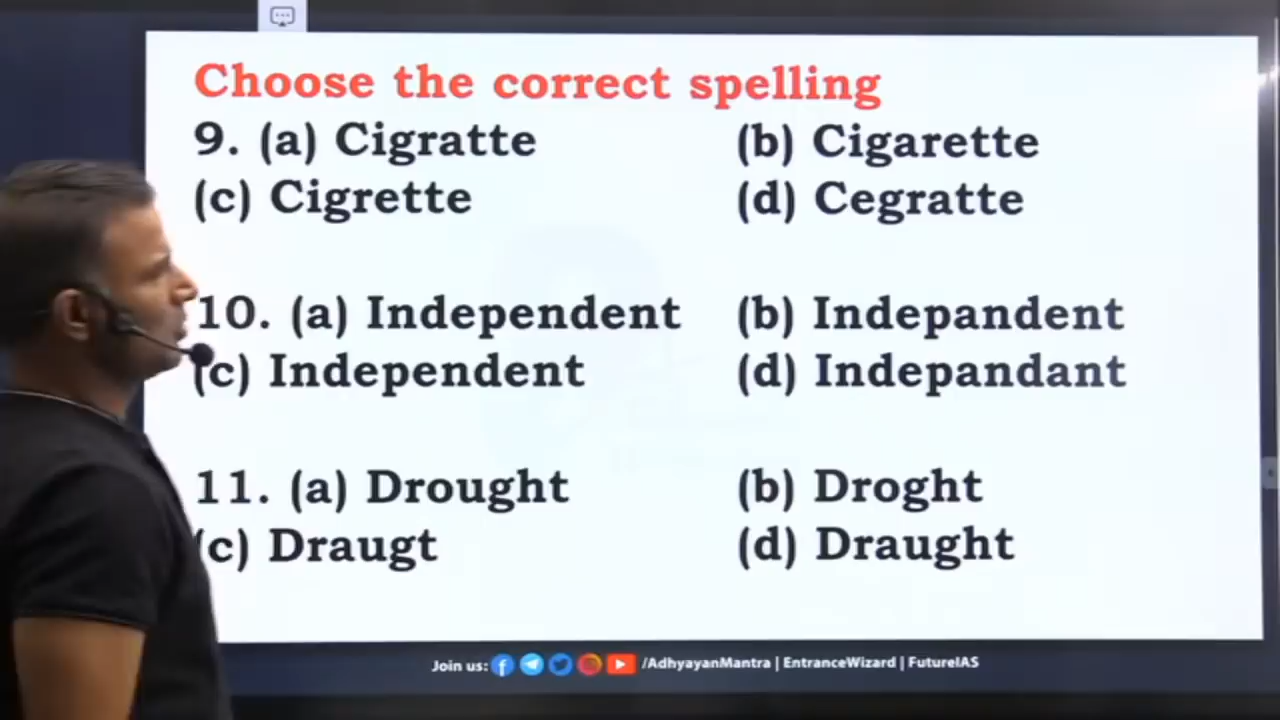 Choose the correct spelling
9. (a) Cigratte (b) Cigarette
(c) Cigrette (d) Cegratte
10. (a) Independent (b) Indepandent
(c) Independent (d) Indepandant
11. (a) Drought (b) Droght
(c) Draugt (d) Draught
Join us: /AdhyayanMantra | EntranceWizard | FutureIAS